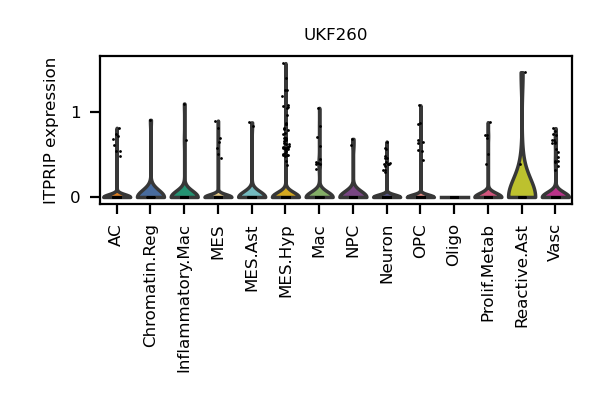 UKF260
ITPRIP expression
1
0
AC
Chromatin.Reg
Inflammatory.Mac
MES
MES.Ast
MES.Hyp
Mac
NPC
Neuron
OPC
Oligo
Prolif.Metab
Reactive.Ast
Vasc